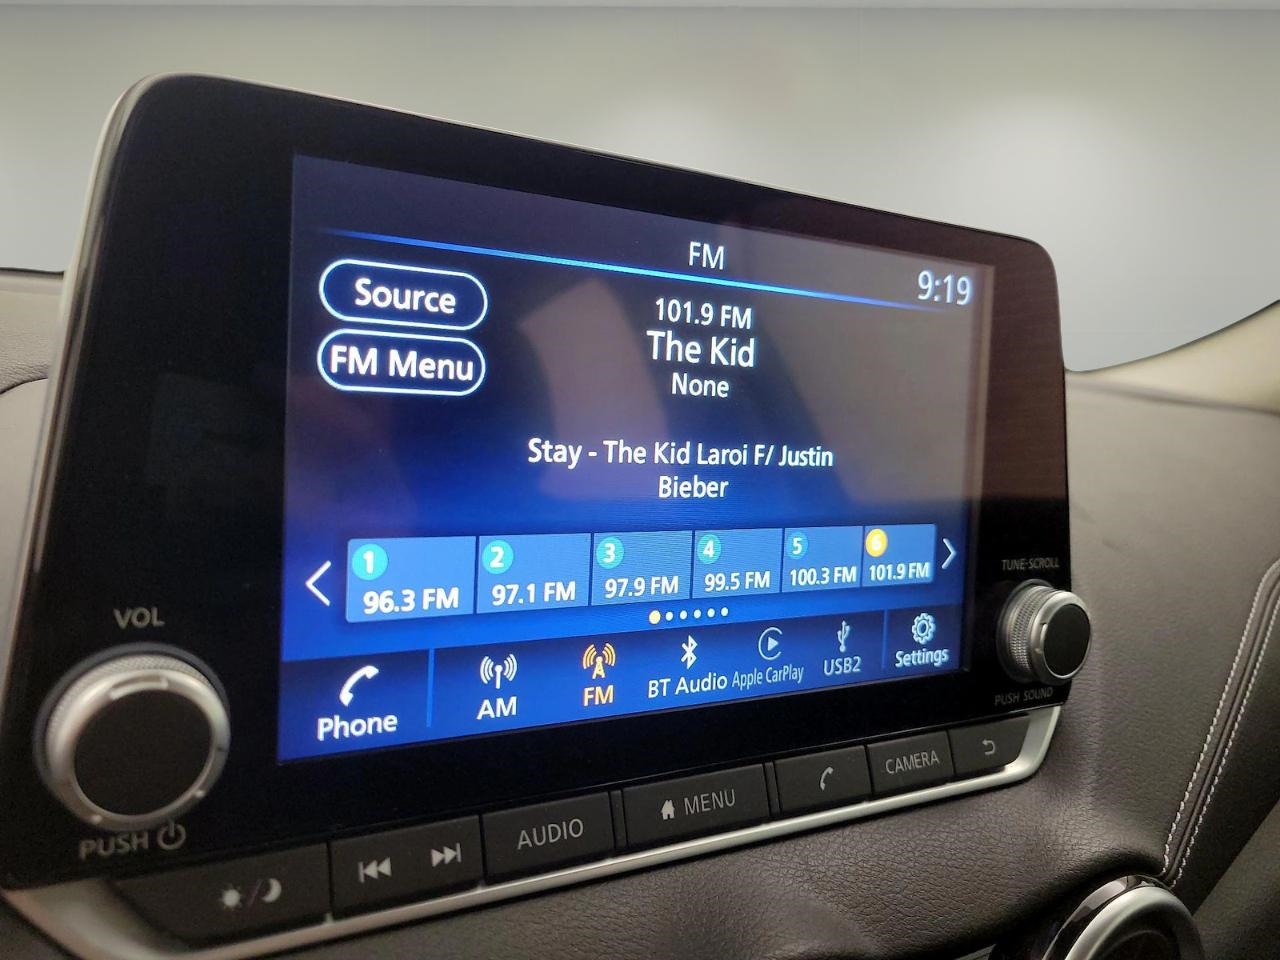 FM
9:19
Source
FM Menu
101.9 FM
The Kid
None
Stay - The Kid Laroi F/ Justin
Bieber
1
96.3 FM
2
97.1 FM
3
97.9 FM
4
99.5 FM
5
100.3 FM
6
101.9 FM
Phone
AM
FM
BT Audio
Apple CarPlay
USB2
Settings
VOL
PUSH
TUNE-SCROLL
PUSH SOUND
AUDIO
MENU
CAMERA